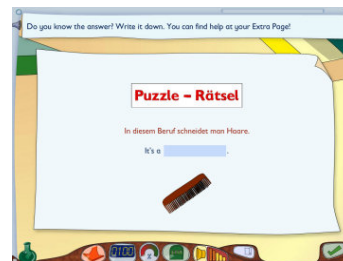 Do you know the answer? Write it down. You can find help at your Extra Page!
Puzzle – Rätsel
In diesem Beruf schneidet man Haare.
It's a                .